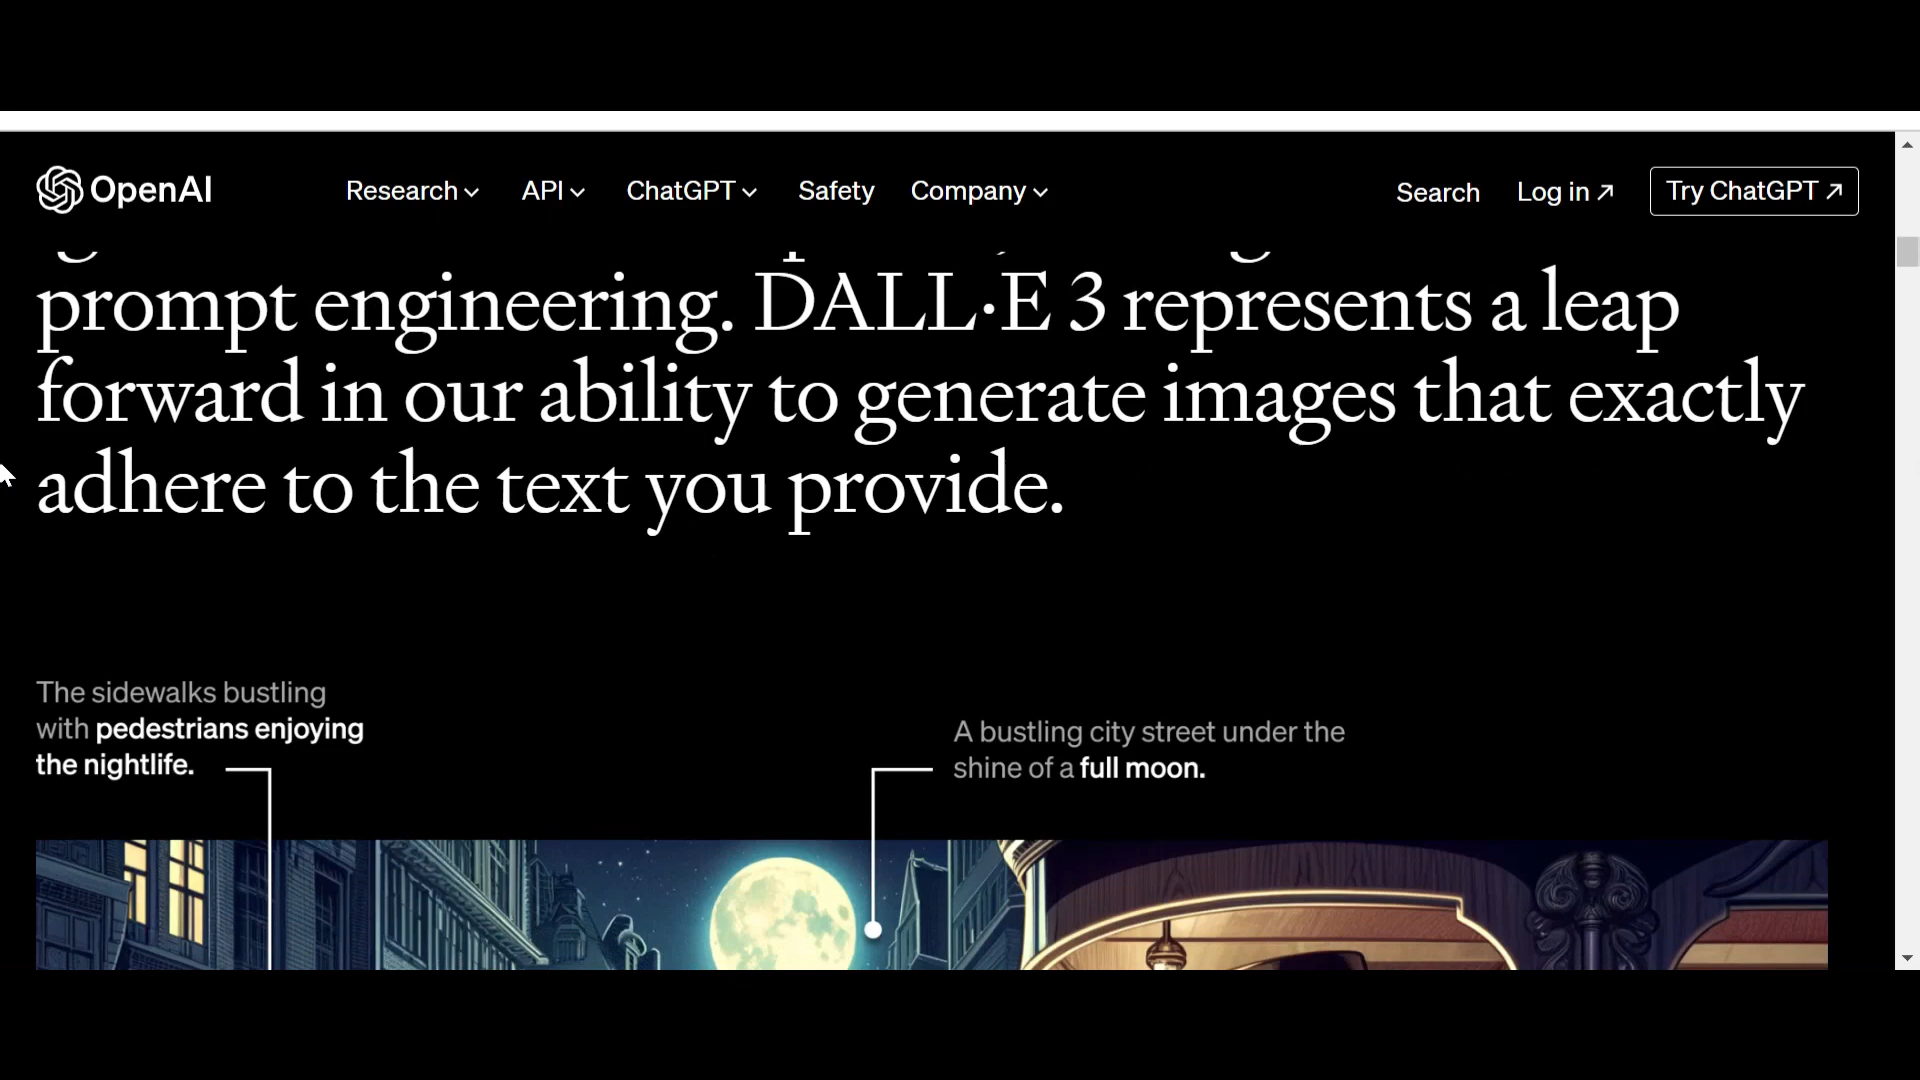 OpenAI
Research
API
ChatGPT
Safety
Company
Search
Log in ↗
Try ChatGPT ↗
prompt engineering. DALL·E 3 represents a leap
forward in our ability to generate images that exactly
adhere to the text you provide.
The sidewalks bustling
with pedestrians enjoying
the nightlife.
A bustling city street under the
shine of a full moon.